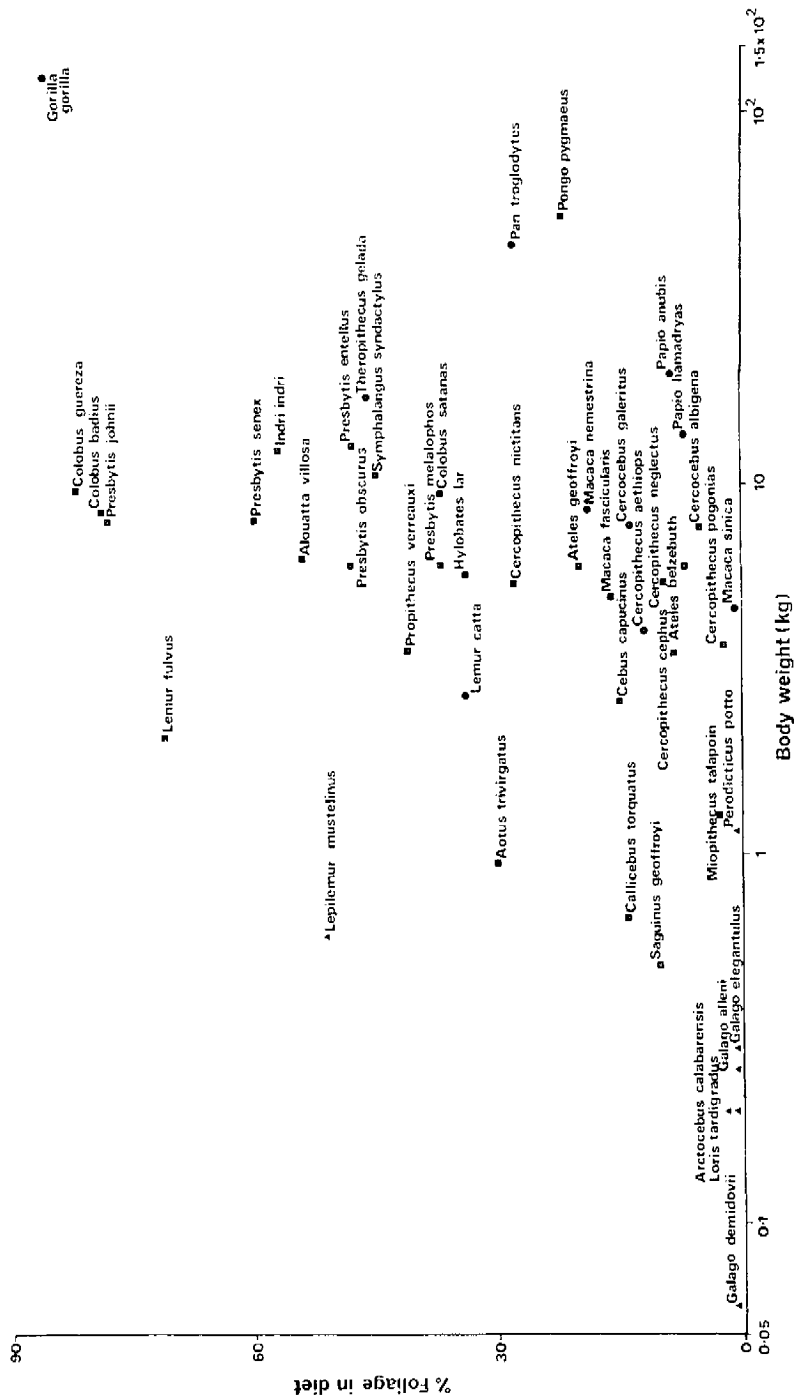 90
60
30
0
% Foliage in diet
0·05
0·1
1
10
10²
1·5x10²
Body weight (kg)
Gorilla
gorilla
Colobus guereza
Colobus badius
Presbytis johnii
Lemur fulvus
Presbytis senex
Indri indri
Alouatta villosa
Lepilemur mustelinus
Presbytis entellus
Presbytis obscurus
Theropithecus gelada
Symphalangus syndactylus
Propithecus verreauxi
Presbytis melalophos
Colobus satanas
Hylobates lar
Lemur catta
Aotus trivirgatus
Cercopithecus nictitans
Pan troglodytus
Pongo pygmaeus
Ateles geoffroyi
Macaca nemestrina
Macaca fascicularis
Cebus capucinus
Cercocebus galeritus
Callicebus torquatus
Cercopithecus aethiops
Cercopithecus neglectus
Saguinus geoffroyi
Cercopithecus cephus
Ateles belzebuth
Papio anubis
Papio hamadryas
Cercocebus albigena
Cercopithecus pogonias
Macaca sinica
Miopithecus talapoin
Perodicticus potto
Arctocebus calabarensis
Loris tardigradus
Galago alleni
Galago elegantulus
Galago demidovii